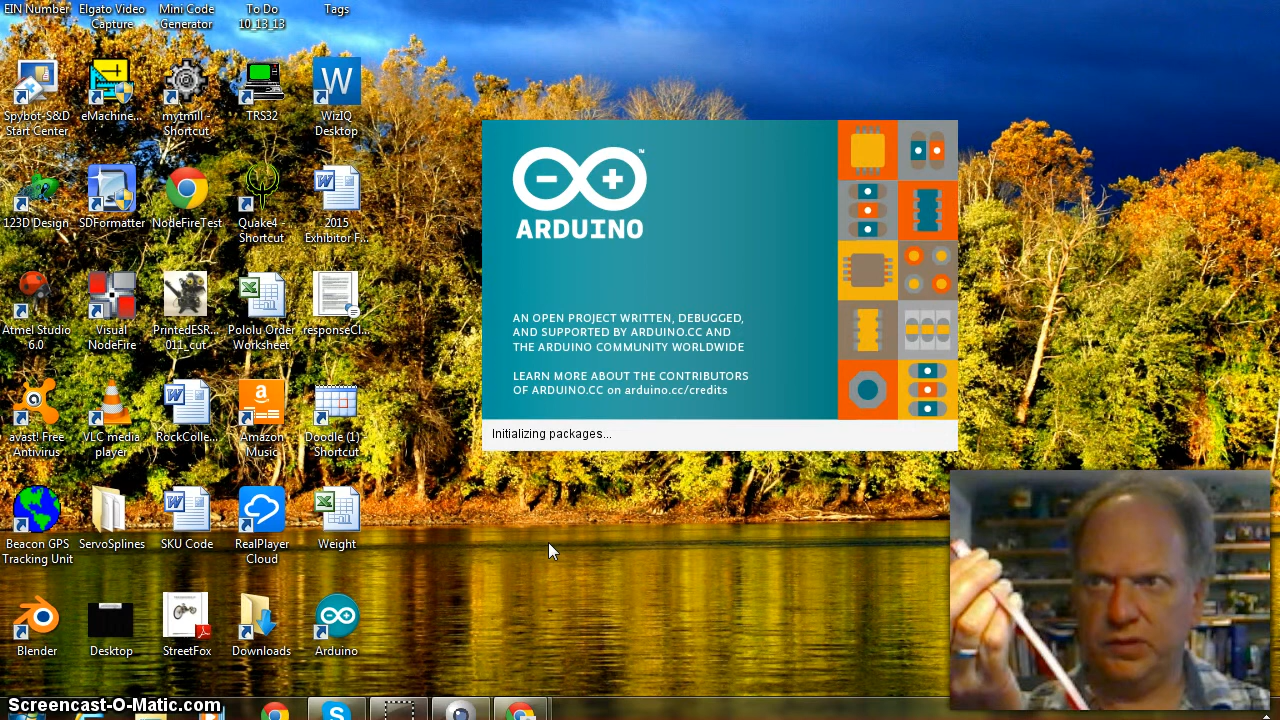 EIN Number
Elgato Video
Capture
Mini Code
Generator
To Do
10_13_13
Tags
Spybot-S&D
Start Center
eMachine...
mytmill -
Shortcut
TRS32
W
WizIQ
Desktop
123D Design
SDFormatter
NodeFireTest
Quake4 -
Shortcut
2015
Exhibitor F...
Atmel Studio
6.0
Visual
NodeFire
PrintedESR...
011_cut
Pololu Order
Worksheet
responseCl...
avast! Free
Antivirus
VLC media
player
RockColle...
Amazon
Music
Doodle (1) -
Shortcut
Beacon GPS
Tracking Unit
ServoSplines
SKU Code
RealPlayer
Cloud
Weight
Blender
Desktop
StreetFox
Downloads
Arduino
ARDUINO
AN OPEN PROJECT WRITTEN, DEBUGGED,
AND SUPPORTED BY ARDUINO.CC AND
THE ARDUINO COMMUNITY WORLDWIDE
LEARN MORE ABOUT THE CONTRIBUTORS
OF ARDUINO.CC on arduino.cc/credits
Initializing packages...
Screencast-O-Matic.com